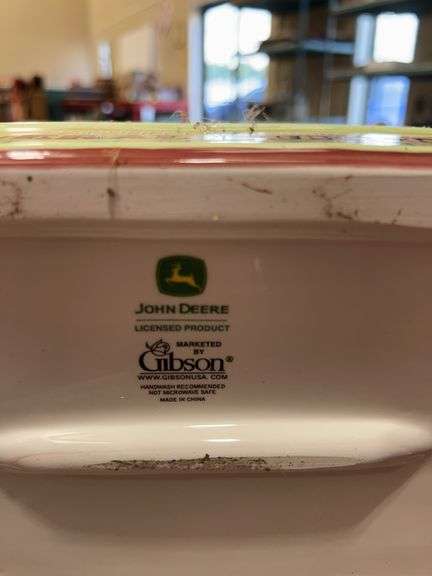 JOHN DEERE
LICENSED PRODUCT
MARKETED
BY
Gibson®
WWW.GIBSONUSA.COM
HANDWASH RECOMMENDED
NOT MICROWAVE SAFE
MADE IN CHINA